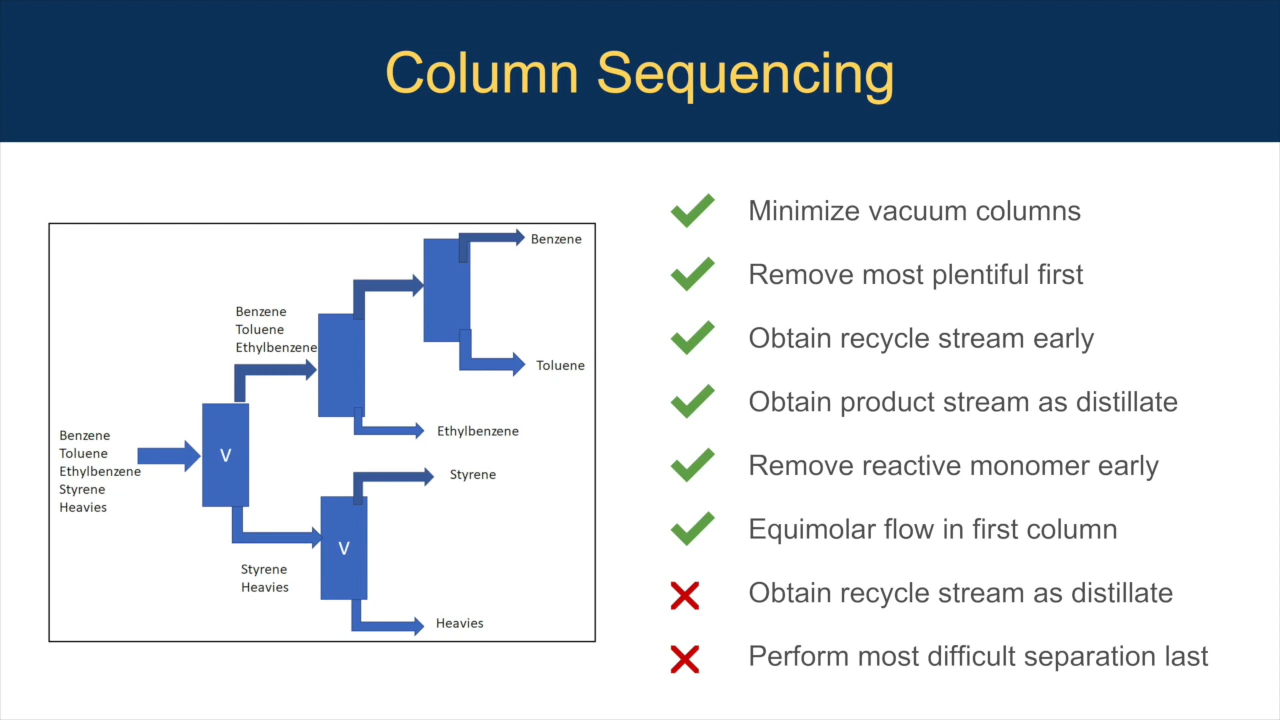 Column Sequencing
Benzene
Toluene
Ethylbenzene
Styrene
Heavies
V
Benzene
Toluene
Ethylbenzene
Benzene
Toluene
Ethylbenzene
Styrene
Heavies
V
Styrene
Heavies
Minimize vacuum columns
Remove most plentiful first
Obtain recycle stream early
Obtain product stream as distillate
Remove reactive monomer early
Equimolar flow in first column
Obtain recycle stream as distillate
Perform most difficult separation last